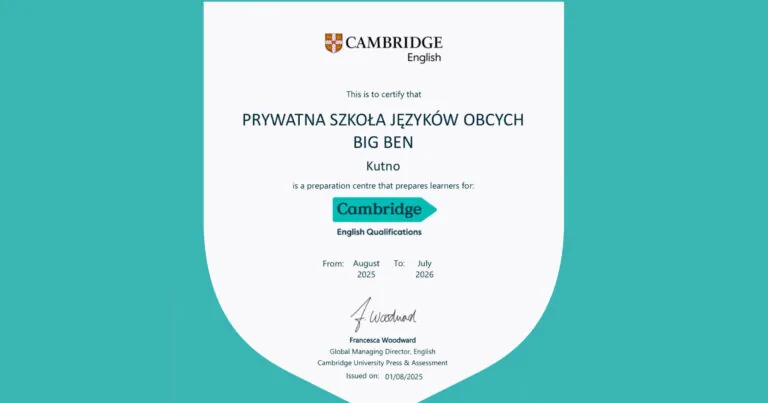 CAMBRIDGE
English
This is to certify that
PRYWATNA SZKOŁA JĘZYKÓW OBCYCH
BIG BEN
Kutno
is a preparation centre that prepares learners for:
Cambridge
English Qualifications
From: August 2025 To: July 2026
F. Woodward
Francesca Woodward
Global Managing Director, English
Cambridge University Press & Assessment
Issued on: 01/08/2025